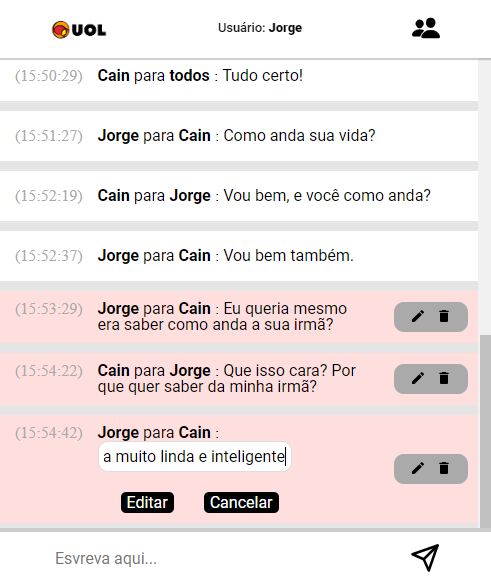 UOL
Usuário: Jorge
(15:50:29) Cain para todos : Tudo certo!
(15:51:27) Jorge para Cain : Como anda sua vida?
(15:52:19) Cain para Jorge : Vou bem, e você como anda?
(15:52:37) Jorge para Cain : Vou bem também.
(15:53:29) Jorge para Cain : Eu queria mesmo
era saber como anda a sua irmã?
(15:54:22) Cain para Jorge : Que isso cara? Por
que quer saber da minha irmã?
(15:54:42) Jorge para Cain :
a muito linda e inteligente
Editar Cancelar
Esvreva aqui...